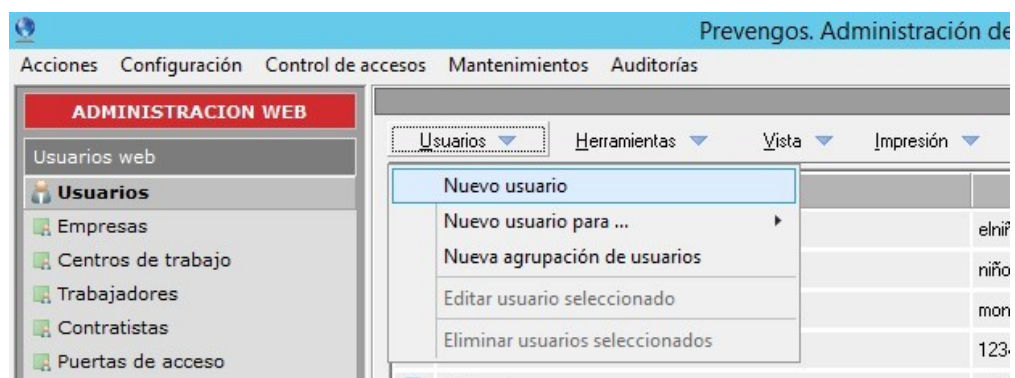 Prevengos. Administración de
Acciones Configuración Control de accesos Mantenimientos Auditorías
ADMINISTRACION WEB
Usuarios web
Usuarios
Empresas
Centros de trabajo
Trabajadores
Contratistas
Puertas de acceso
Usuarios Herramientas Vista Impresión
Nuevo usuario
Nuevo usuario para ...
Nueva agrupación de usuarios
Editar usuario seleccionado
Eliminar usuarios seleccionados
elniñ
niño
mon
123